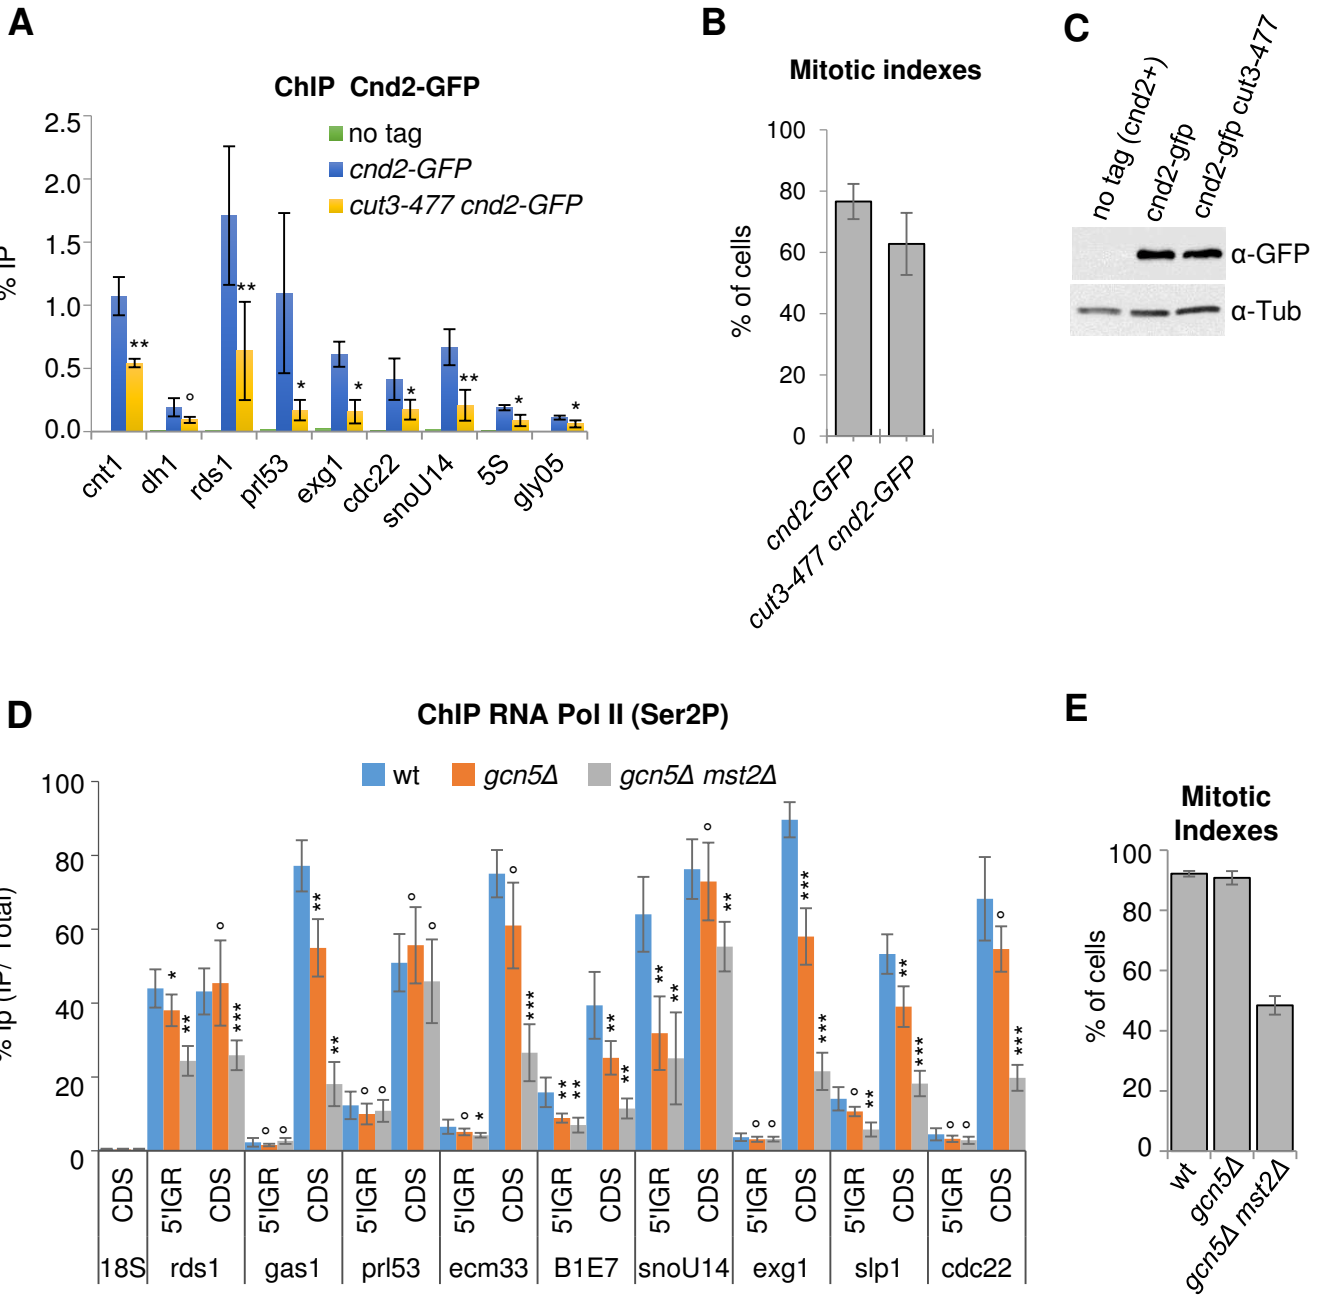 A
ChIP Cnd2-GFP
no tag
cnd2-GFP
cut3-477 cnd2-GFP
% IP
2.5
2.0
1.5
1.0
0.5
0.0
** ° ** * * * ** * *
cnt1 dh1 rds1 prl53 exg1 cdc22 snoU14 5S gly05
B
Mitotic indexes
% of cells
100
80
60
40
20
0
cnd2-GFP
cut3-477 cnd2-GFP
C
no tag (cnd2+)
cnd2-gfp
cnd2-gfp cut3-477
α-GFP
α-Tub
D
ChIP RNA Pol II (Ser2P)
wt gcn5Δ gcn5Δ mst2Δ
% Ip (IP/ Total)
100
80
60
40
20
0
* ** ° *** ° ° ** ** ° ° ° ° ° * ° *** ** ** ** ** ** ** ° ** ° ° *** *** ° ** ** *** ° ° ° ***
CDS 5'IGR CDS 5'IGR CDS 5'IGR CDS 5'IGR CDS 5'IGR CDS 5'IGR CDS 5'IGR CDS 5'IGR CDS 5'IGR CDS
18S rds1 gas1 prl53 ecm33 B1E7 snoU14 exg1 slp1 cdc22
E
Mitotic
Indexes
% of cells
100
80
60
40
20
0
wt
gcn5Δ
gcn5Δ mst2Δ